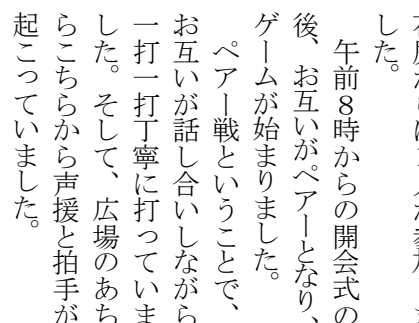 した。
午前８時からの開会式の
後、お互いがペアーとなり、
ゲームが始まりました。
ペアー戦ということで、
お互いが話し合いしながら
一打一打丁寧に打っていま
した。そして、広場のあち
らこちらから声援と拍手が
起こっていました。